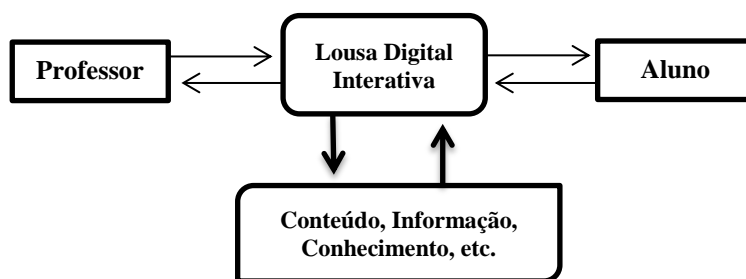 Professor
Lousa Digital
Interativa
Aluno
Conteúdo, Informação,
Conhecimento, etc.